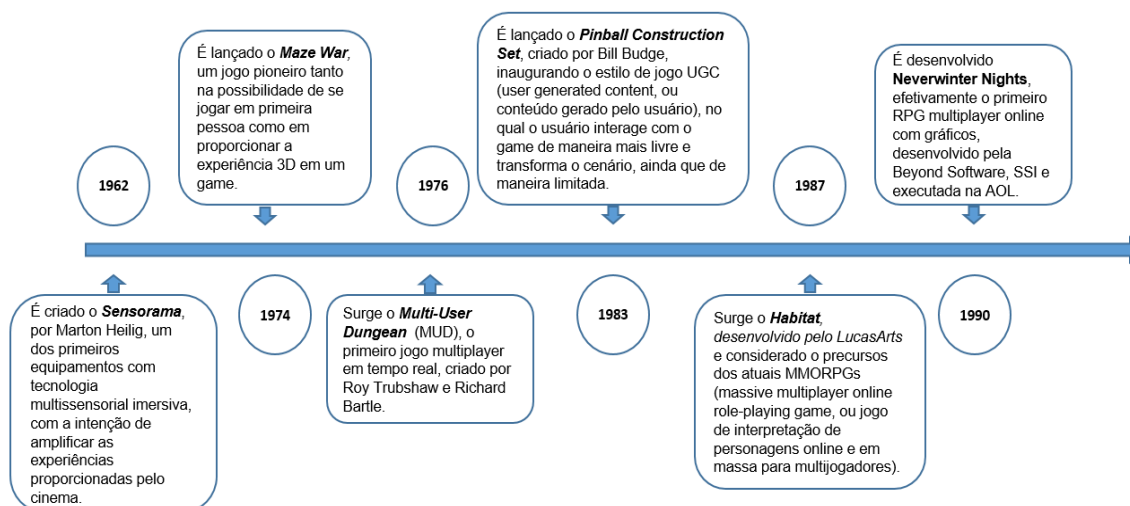 É lançado o Maze War,
um jogo pioneiro tanto
na possibilidade de se
jogar em primeira
pessoa como em
proporcionar a
experiência 3D em um
game.
É lançado o Pinball Construction
Set, criado por Bill Budge,
inaugurando o estilo de jogo UGC
(user generated content, ou
conteúdo gerado pelo usuário), no
qual o usuário interage com o
game de maneira mais livre e
transforma o cenário, ainda que de
maneira limitada.
É desenvolvido
Neverwinter Nights,
efetivamente o primeiro
RPG multiplayer online
com gráficos,
desenvolvido pela
Beyond Software, SSI e
executada na AOL.
1962
1976
1987
É criado o Sensorama,
por Marton Heilig, um
dos primeiros
equipamentos com
tecnologia
multissensorial imersiva,
com a intenção de
amplificar as
experiências
proporcionadas pelo
cinema.
1974
Surge o Multi-User
Dungean (MUD), o
primeiro jogo multiplayer
em tempo real, criado por
Roy Trubshaw e Richard
Bartle.
1983
Surge o Habitat,
desenvolvido pelo LucasArts
e considerado o precursos
dos atuais MMORPGs
(massive multiplayer online
role-playing game, ou jogo
de interpretação de
personagens online e em
massa para multijogadores).
1990